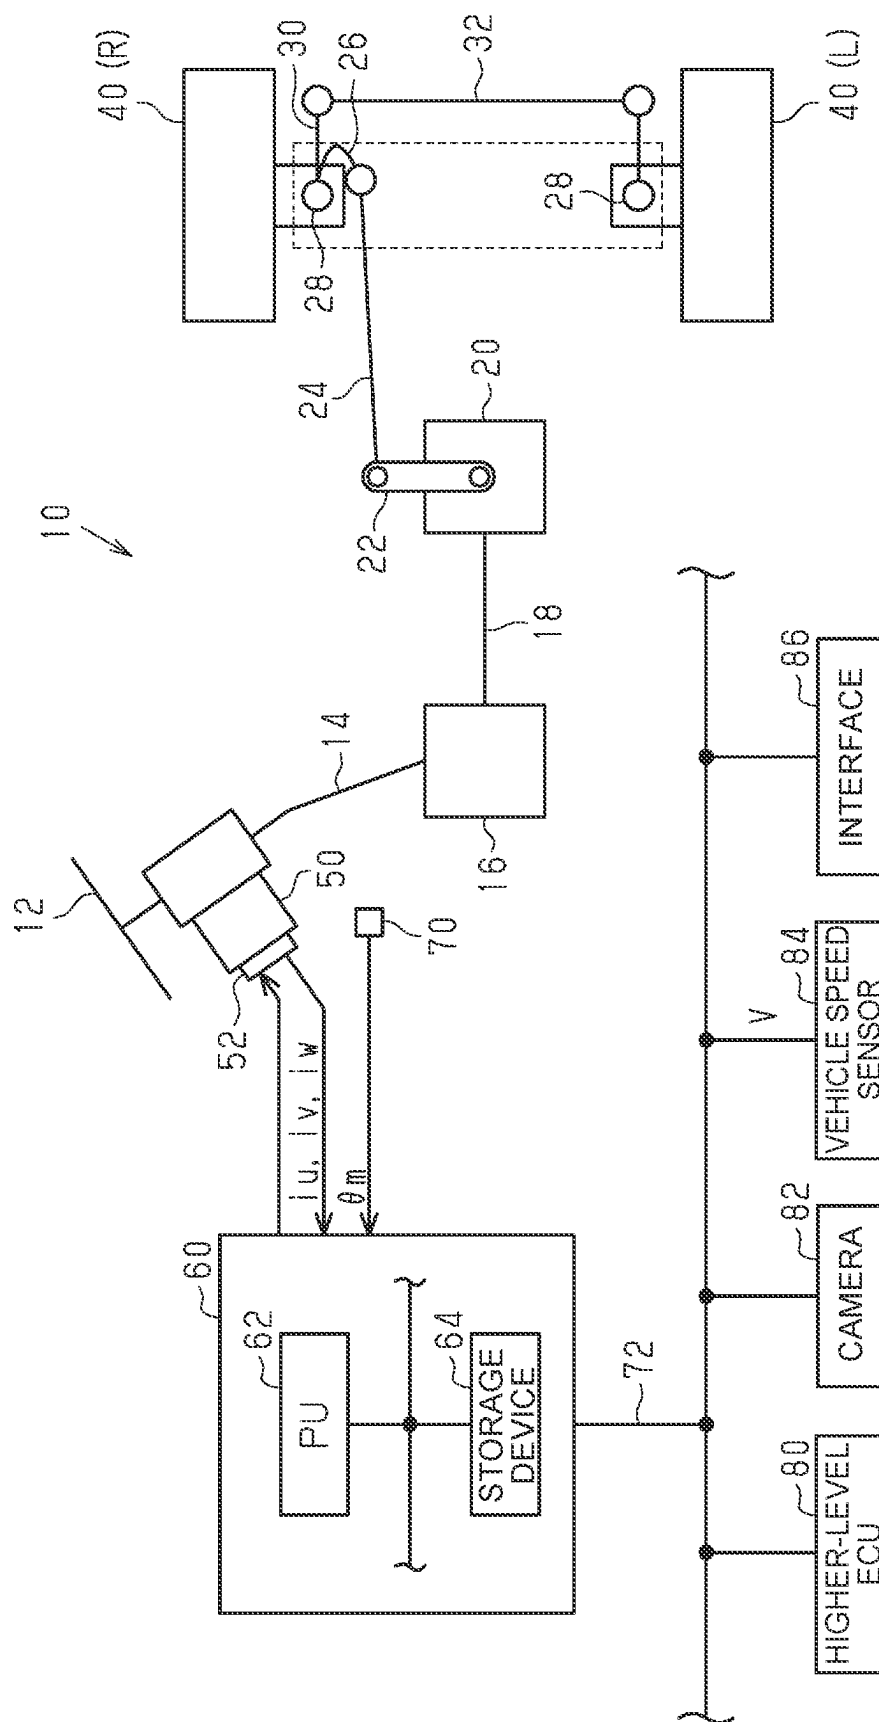 12
10
40 (R)
60
52
62
30
Iu, Iv, Iw
24
PU
28
50
14
26
θm
22
70
64
32
20
16
STORAGE
DEVICE
18
28
72
V
80
82
84
86
40 (L)
HIGHER-LEVEL
ECU
CAMERA
VEHICLE SPEED
SENSOR
INTERFACE